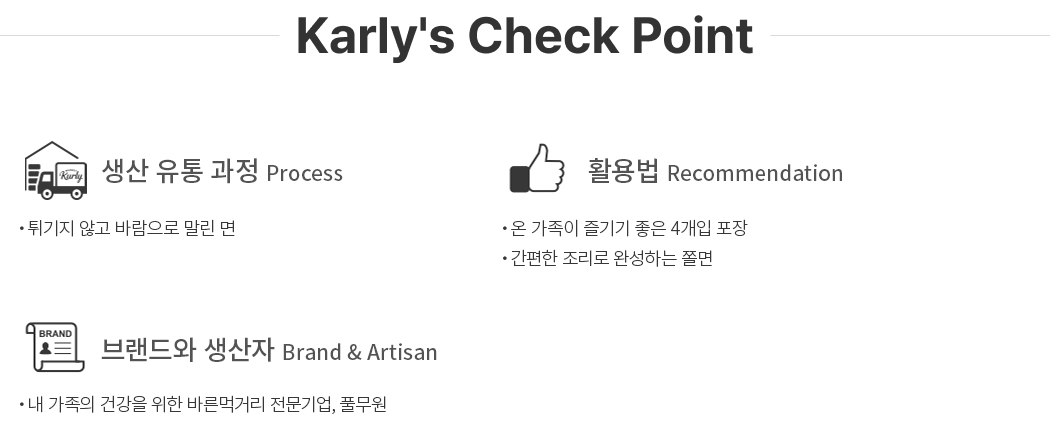 Karly's Check Point
Kurly
생산 유통 과정 Process
• 튀기지 않고 바람으로 말린 면
활용법 Recommendation
• 온 가족이 즐기기 좋은 4개입 포장
• 간편한 조리로 완성하는 쫄면
BRAND
브랜드와 생산자 Brand & Artisan
• 내 가족의 건강을 위한 바른먹거리 전문기업, 풀무원